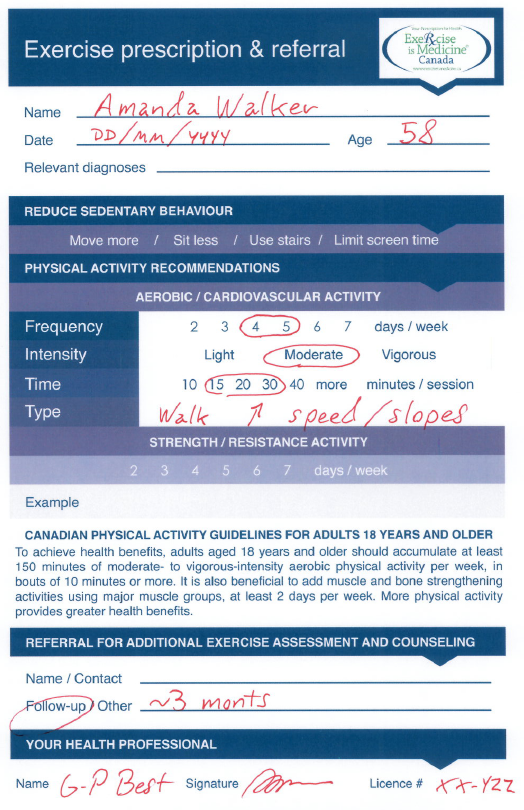 Exercise prescription & referral
Your Prescription for Health
ExeRcise
is Medicine®
Canada
Name Amanda Walker
Date DD/MM/YYYY Age 58
Relevant diagnoses
REDUCE SEDENTARY BEHAVIOUR
Move more / Sit less / Use stairs / Limit screen time
PHYSICAL ACTIVITY RECOMMENDATIONS
AEROBIC / CARDIOVASCULAR ACTIVITY
Frequency 2 3 4 5 6 7 days / week
Intensity Light Moderate Vigorous
Time 10 15 20 30 40 more minutes / session
Type Walk ↑ speed / slopes
STRENGTH / RESISTANCE ACTIVITY
2 3 4 5 6 7 days / week
Example
CANADIAN PHYSICAL ACTIVITY GUIDELINES FOR ADULTS 18 YEARS AND OLDER
To achieve health benefits, adults aged 18 years and older should accumulate at least
150 minutes of moderate- to vigorous-intensity aerobic physical activity per week, in
bouts of 10 minutes or more. It is also beneficial to add muscle and bone strengthening
activities using major muscle groups, at least 2 days per week. More physical activity
provides greater health benefits.
REFERRAL FOR ADDITIONAL EXERCISE ASSESSMENT AND COUNSELING
Name / Contact
Follow-up / Other ~3 monts
YOUR HEALTH PROFESSIONAL
Name G-P Best Signature Licence # XX-YZZ